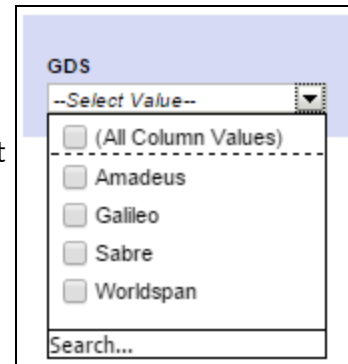 GDS
--Select Value--
(All Column Values)
t
Amadeus
Galileo
Sabre
Worldspan
Search...